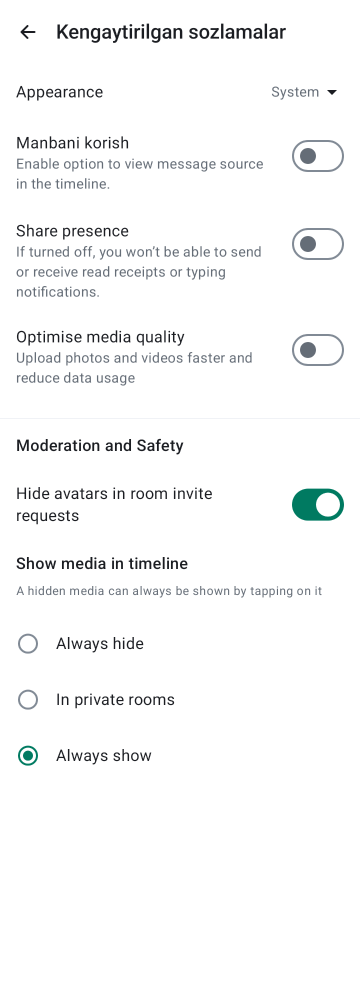 Kengaytirilgan sozlamalar
Appearance
System
Manbani korish
Enable option to view message source
in the timeline.
Share presence
If turned off, you won’t be able to send
or receive read receipts or typing
notifications.
Optimise media quality
Upload photos and videos faster and
reduce data usage
Moderation and Safety
Hide avatars in room invite
requests
Show media in timeline
A hidden media can always be shown by tapping on it
Always hide
In private rooms
Always show